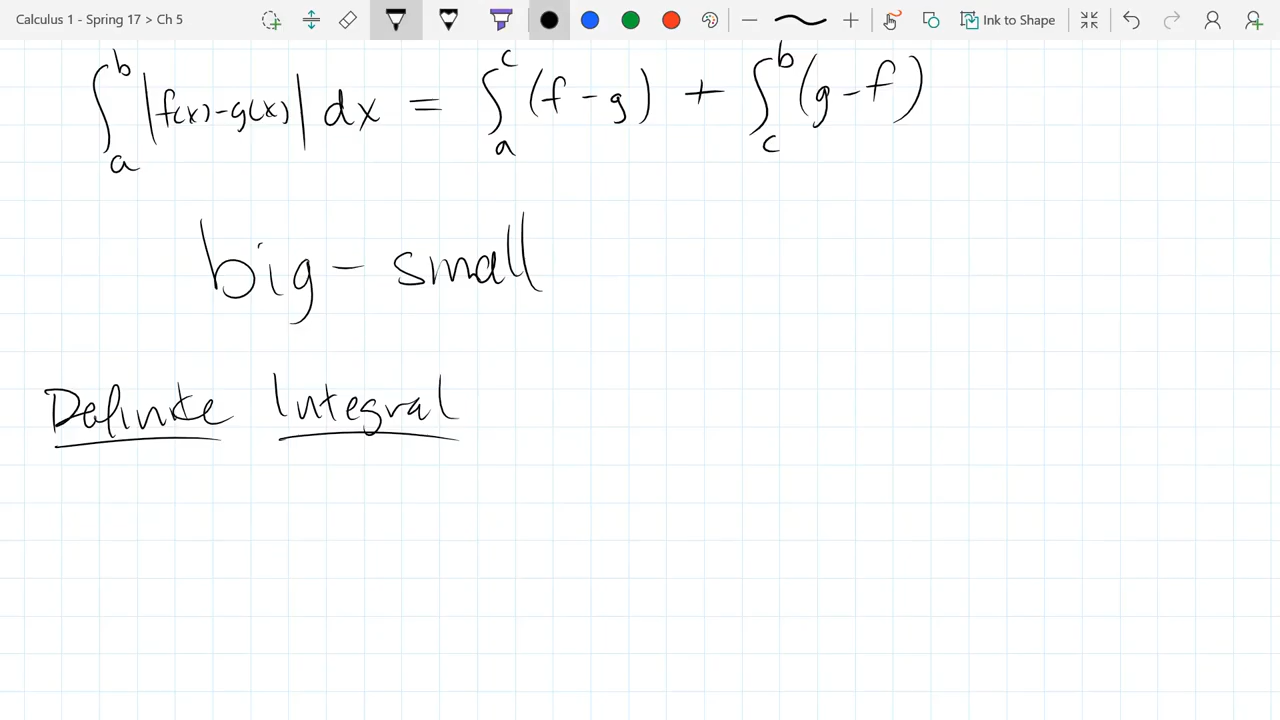 Calculus 1 - Spring 17 > Ch 5 Ink to Shape
∫_a^b |f(x)-g(x)| dx = ∫_a^c (f-g) + ∫_c^b (g-f)
big - small
Definite Integral